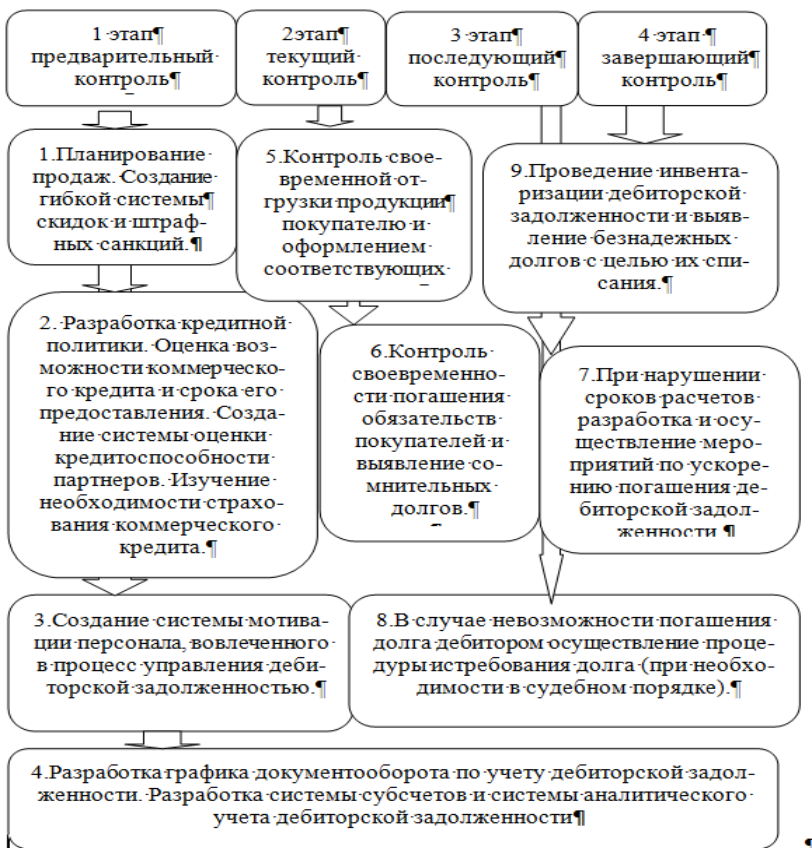 1 этап
предварительный
контроль
2этап
текущий
контроль
3 этап
последующий
контроль
4 этап
завершающий
контроль
1.Планирование
продаж. Создание
гибкой системы
скидок и штраф-
ных санкций.
2. Разработка кредитной
политики. Оценка воз-
можности коммерческо-
го кредита и срока его
предоставления. Созда-
ние системы оценки
кредитоспособности
партнеров. Изучение
необходимости страхо-
вания коммерческого
кредита.
3.Создание системы мотива-
ции персонала, вовлеченного
в процесс управления деби-
торской задолженностью.
4.Разработка графика документооборота по учету дебиторской задол-
женности. Разработка системы субсчетов и системы аналитического
учета дебиторской задолженности
5.Контроль свое-
временной от-
грузки продукции
покупателю и
оформлением
соответствующих
6.Контроль
своевременно-
сти погашения
обязательств
покупателей и
выявление со-
мнительных
долгов.
9.Проведение инвента-
ризации дебиторской
задолженности и выяв-
ление безнадежных
долгов с целью их спи-
сания.
7.При нарушении
сроков расчетов
разработка и осу-
ществление меро-
приятий по ускоре-
нию погашения де-
биторской задол-
женности.
8.В случае невозможности погашения
долга дебитором осуществление проце-
дуры истребования долга (при необхо-
димости в судебном порядке).